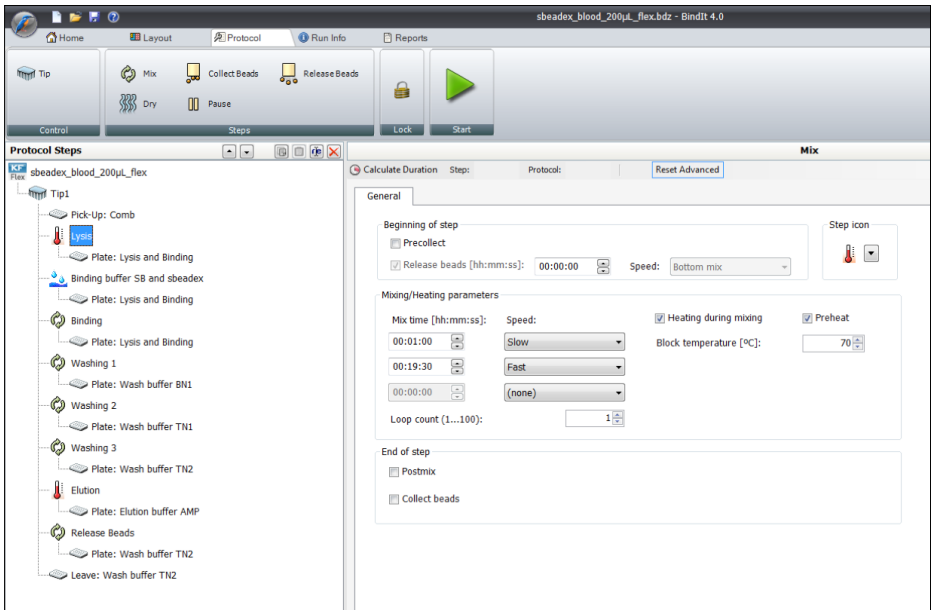 sbeadex_blood_200µL_flex.bdz - BindIt 4.0
Home Layout Protocol Run Info Reports
Tip Mix Collect Beads Release Beads
Dry Pause
Control Steps Lock Start
Protocol Steps
Mix
KF Flex sbeadex_blood_200µL_flex
Calculate Duration Step: Protocol: Reset Advanced
Tip1
Pick-Up: Comb
Lysis
Plate: Lysis and Binding
Binding buffer SB and sbeadex
Plate: Lysis and Binding
Binding
Plate: Lysis and Binding
Washing 1
Plate: Wash buffer BN1
Washing 2
Plate: Wash buffer TN1
Washing 3
Plate: Wash buffer TN2
Elution
Plate: Elution buffer AMP
Release Beads
Plate: Wash buffer TN2
Leave: Wash buffer TN2
General
Beginning of step
Precollect
Release beads [hh:mm:ss]: 00:00:00 Speed: Bottom mix
Step icon
Mixing/Heating parameters
Mix time [hh:mm:ss]: Speed: Heating during mixing Preheat
00:01:00 Slow Block temperature [ºC]: 70
00:19:30 Fast
00:00:00 (none)
Loop count (1...100): 1
End of step
Postmix
Collect beads